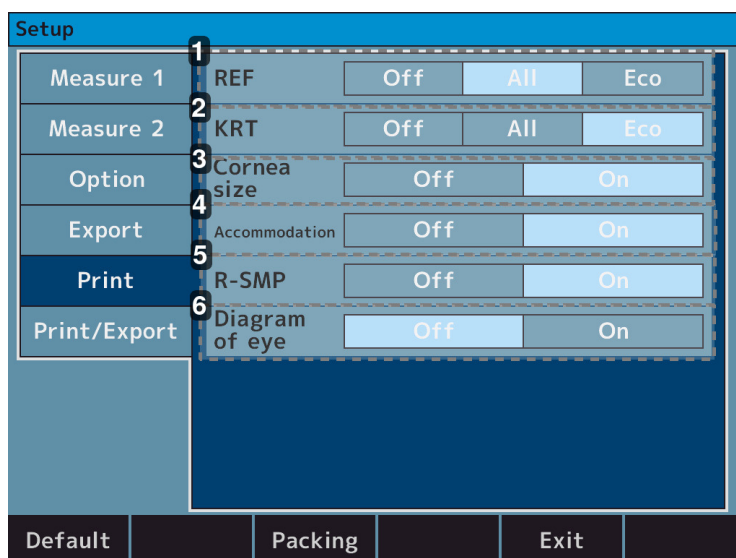 Setup
Measure 1
Measure 2
Option
Export
Print
Print/Export
1
REF Off All Eco
2
KRT Off All Eco
3
Cornea
size Off On
4
Accommodation Off On
5
R-SMP Off On
6
Diagram
of eye Off On
Default Packing Exit